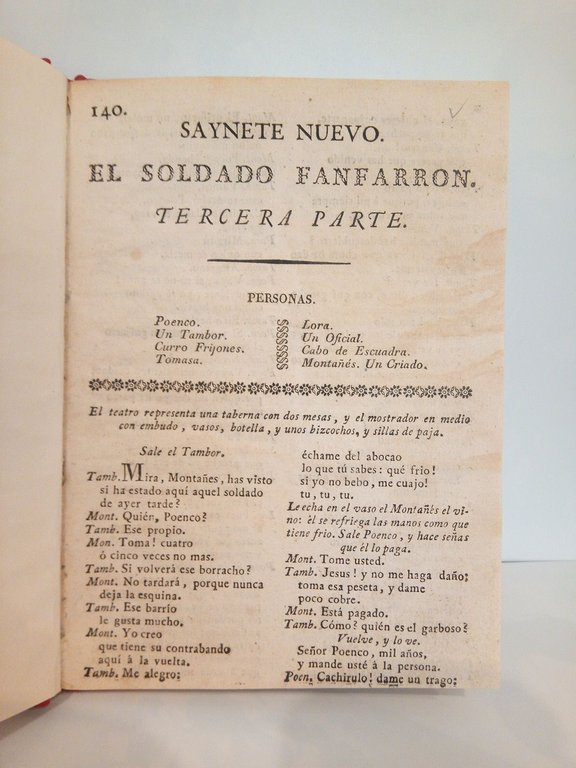 140.
SAYNETE NUEVO.
EL SOLDADO FANFARRON.
TERCERA PARTE.
PERSONAS.
Poenco.
Un Tambor.
Curro Frijones.
Tomasa.
Lora.
Un Oficial.
Cabo de Escuadra.
Montañés. Un Criado.
El teatro representa una taberna con dos mesas, y el mostrador en medio
con embudo, vasos, botella, y unos bizcochos, y sillas de paja.
Sale el Tambor.
Tamb. Mira, Montañes, has visto
si ha estado aquí aquel soldado
de ayer tarde?
Mont. Quién, Poenco?
Tamb. Ese propio.
Mon. Toma! cuatro
ó cinco veces no mas.
Tamb. Si volverá ese borracho?
Mont. No tardará, porque nunca
deja la esquina.
Tamb. Ese barrio
le gusta mucho.
Mont. Yo creo
que tiene su contrabando
aquí á la vuelta.
Tamb. Me alegro;
échame del abocao
lo que tú sabes: qué frio!
si yo no bebo, me cuajo!
tu, tu, tu.
Le echa en el vaso el Montañés el vi-
no: él se refriega las manos como que
tiene frio. Sale Poenco, y hace señas
que él lo paga.
Mont. Tome usted.
Tamb. Jesus! y no me haga daño;
toma esa peseta, y dame
poco cobre.
Mont. Está pagado.
Tamb. Cómo? quién es el garboso?
Vuelve, y lo ve.
Señor Poenco, mil años,
y mande usté á la persona.
Poen. Cachirulo! dame un trago;